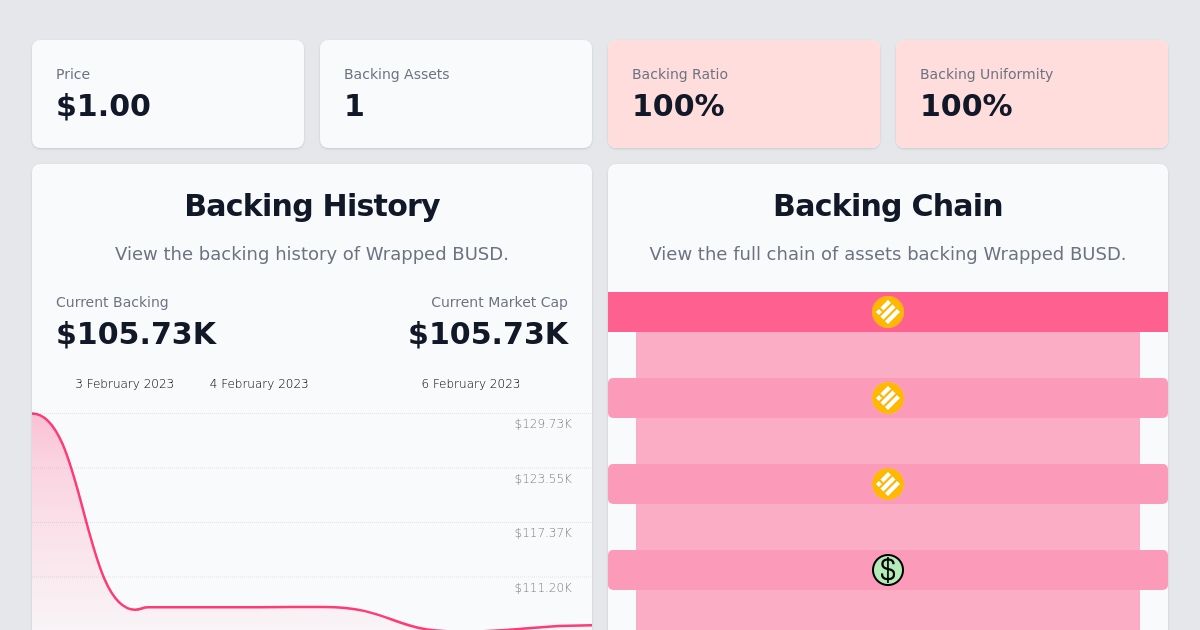 Price
$1.00
Backing Assets
1
Backing Ratio
100%
Backing Uniformity
100%
Backing History
View the backing history of Wrapped BUSD.
Current Backing
$105.73K
Current Market Cap
$105.73K
3 February 2023
4 February 2023
6 February 2023
$129.73K
$123.55K
$117.37K
$111.20K
Backing Chain
View the full chain of assets backing Wrapped BUSD.
$